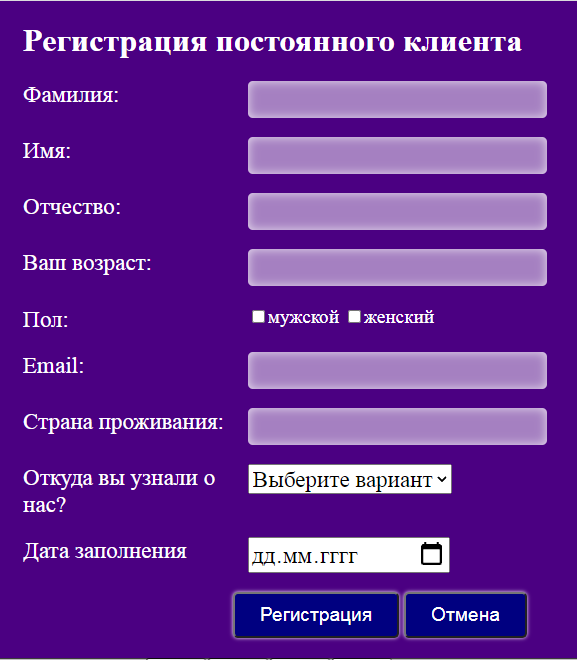 Регистрация постоянного клиента
Фамилия:
Имя:
Отчество:
Ваш возраст:
Пол: мужской женский
Email:
Страна проживания:
Откуда вы узнали о Выберите вариант
нас?
Дата заполнения дд.мм.гггг
Регистрация Отмена